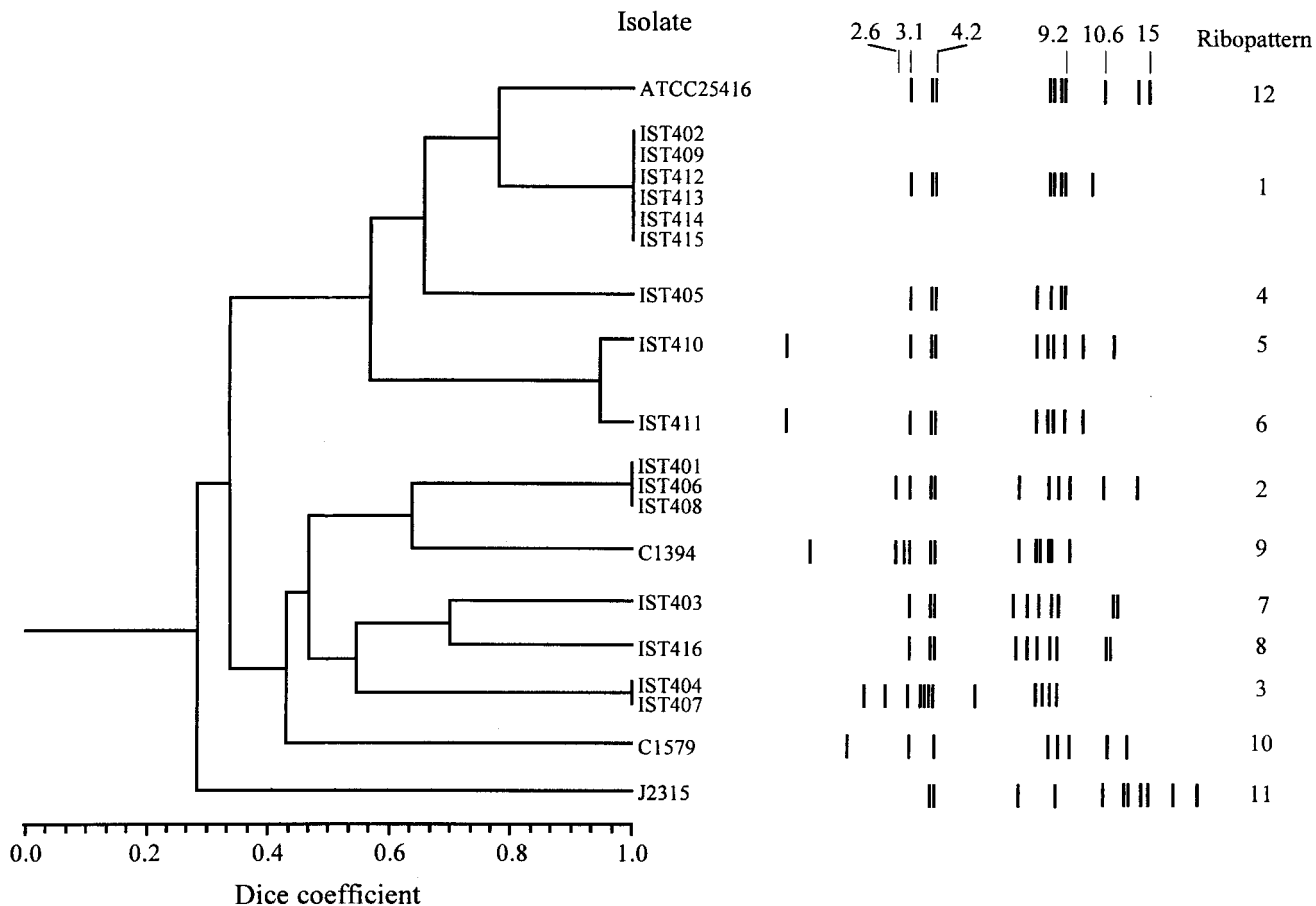 Isolate
2.6 3.1 4.2 9.2 10.6 15 Ribopattern
ATCC25416 12
IST402
IST409
IST412
IST413
IST414
IST415
1
IST405 4
IST410 5
IST411 6
IST401
IST406
IST408
2
C1394 9
IST403 7
IST416 8
IST404
IST407
3
C1579 10
J2315 11
0.0 0.2 0.4 0.6 0.8 1.0
Dice coefficient